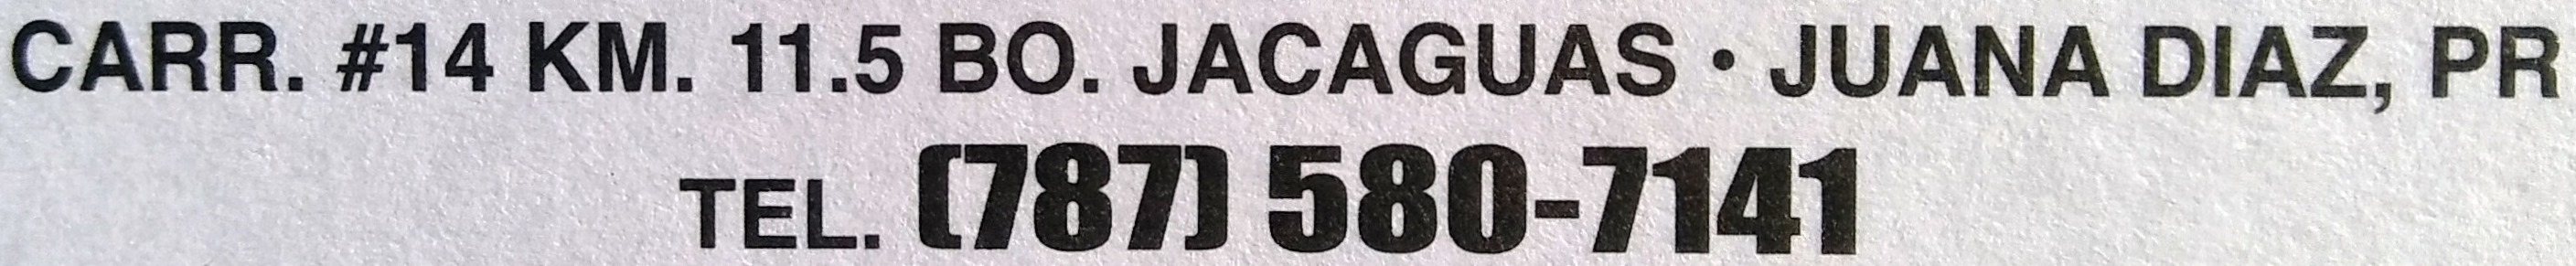 CARR. #14 KM. 11.5 BO. JACAGUAS • JUANA DIAZ, PR
TEL. (787) 580-7141